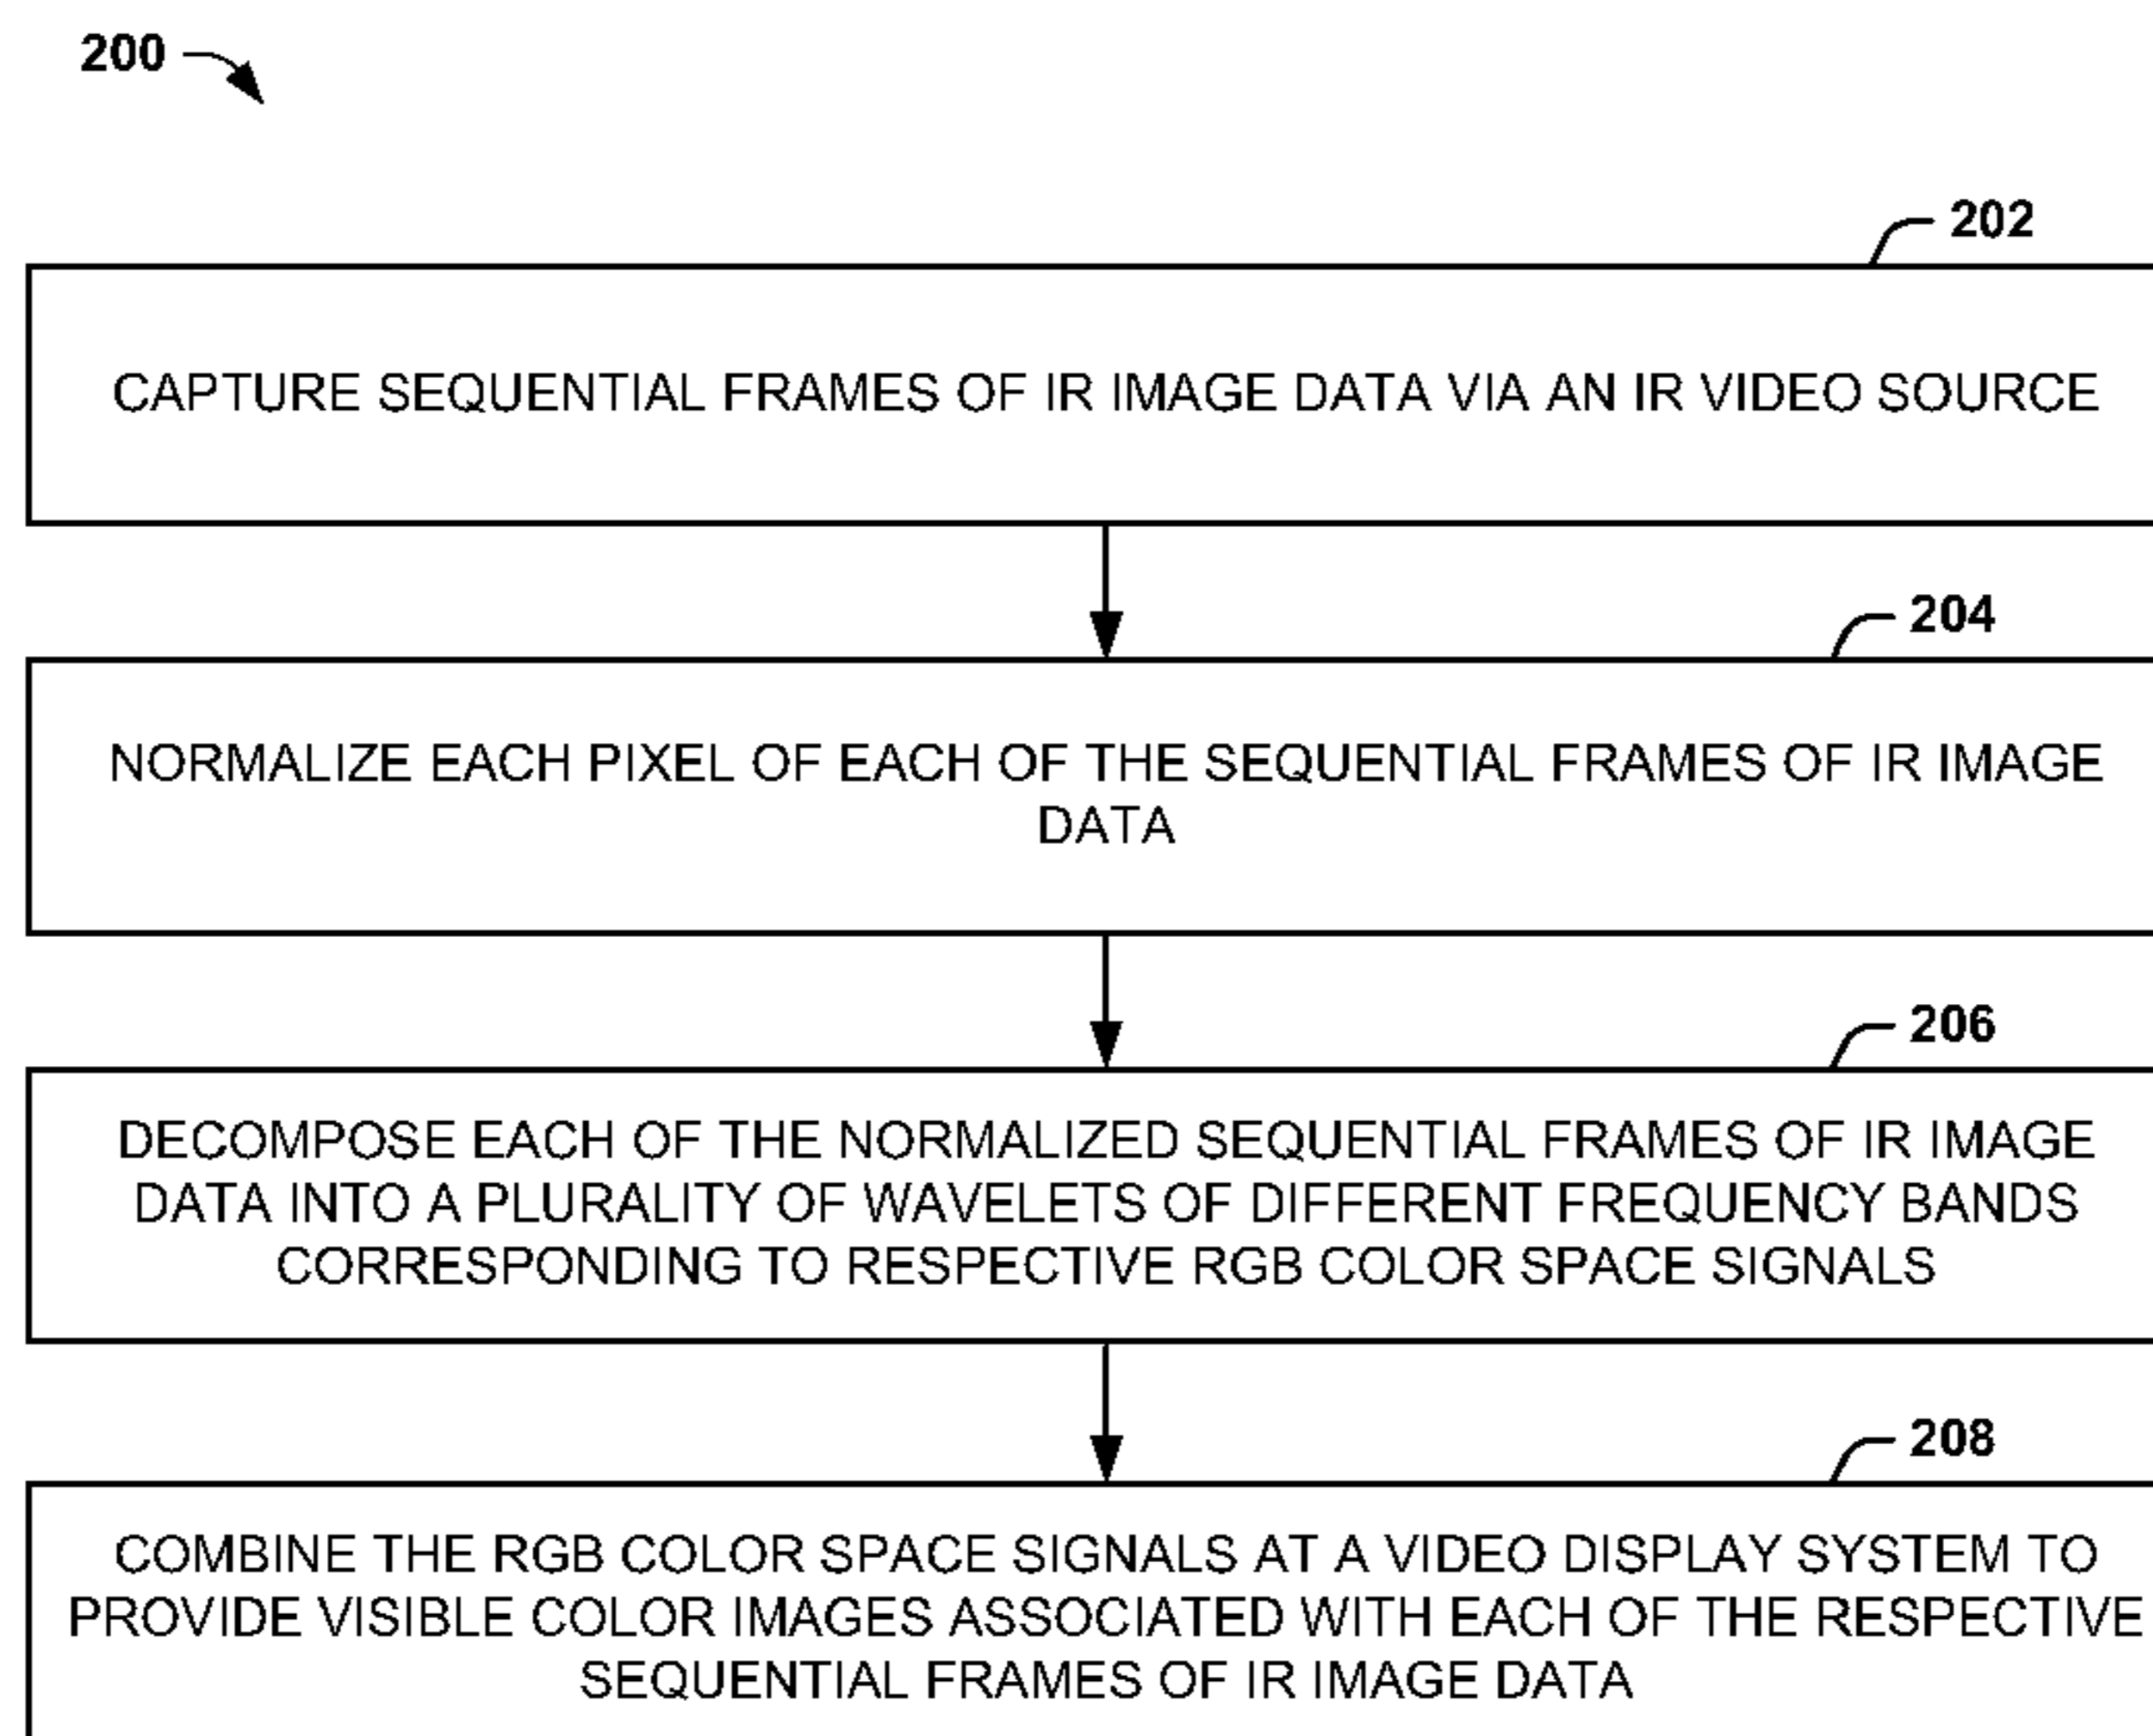 200
202
CAPTURE SEQUENTIAL FRAMES OF IR IMAGE DATA VIA AN IR VIDEO SOURCE
204
NORMALIZE EACH PIXEL OF EACH OF THE SEQUENTIAL FRAMES OF IR IMAGE
DATA
206
DECOMPOSE EACH OF THE NORMALIZED SEQUENTIAL FRAMES OF IR IMAGE
DATA INTO A PLURALITY OF WAVELETS OF DIFFERENT FREQUENCY BANDS
CORRESPONDING TO RESPECTIVE RGB COLOR SPACE SIGNALS
208
COMBINE THE RGB COLOR SPACE SIGNALS AT A VIDEO DISPLAY SYSTEM TO
PROVIDE VISIBLE COLOR IMAGES ASSOCIATED WITH EACH OF THE RESPECTIVE
SEQUENTIAL FRAMES OF IR IMAGE DATA